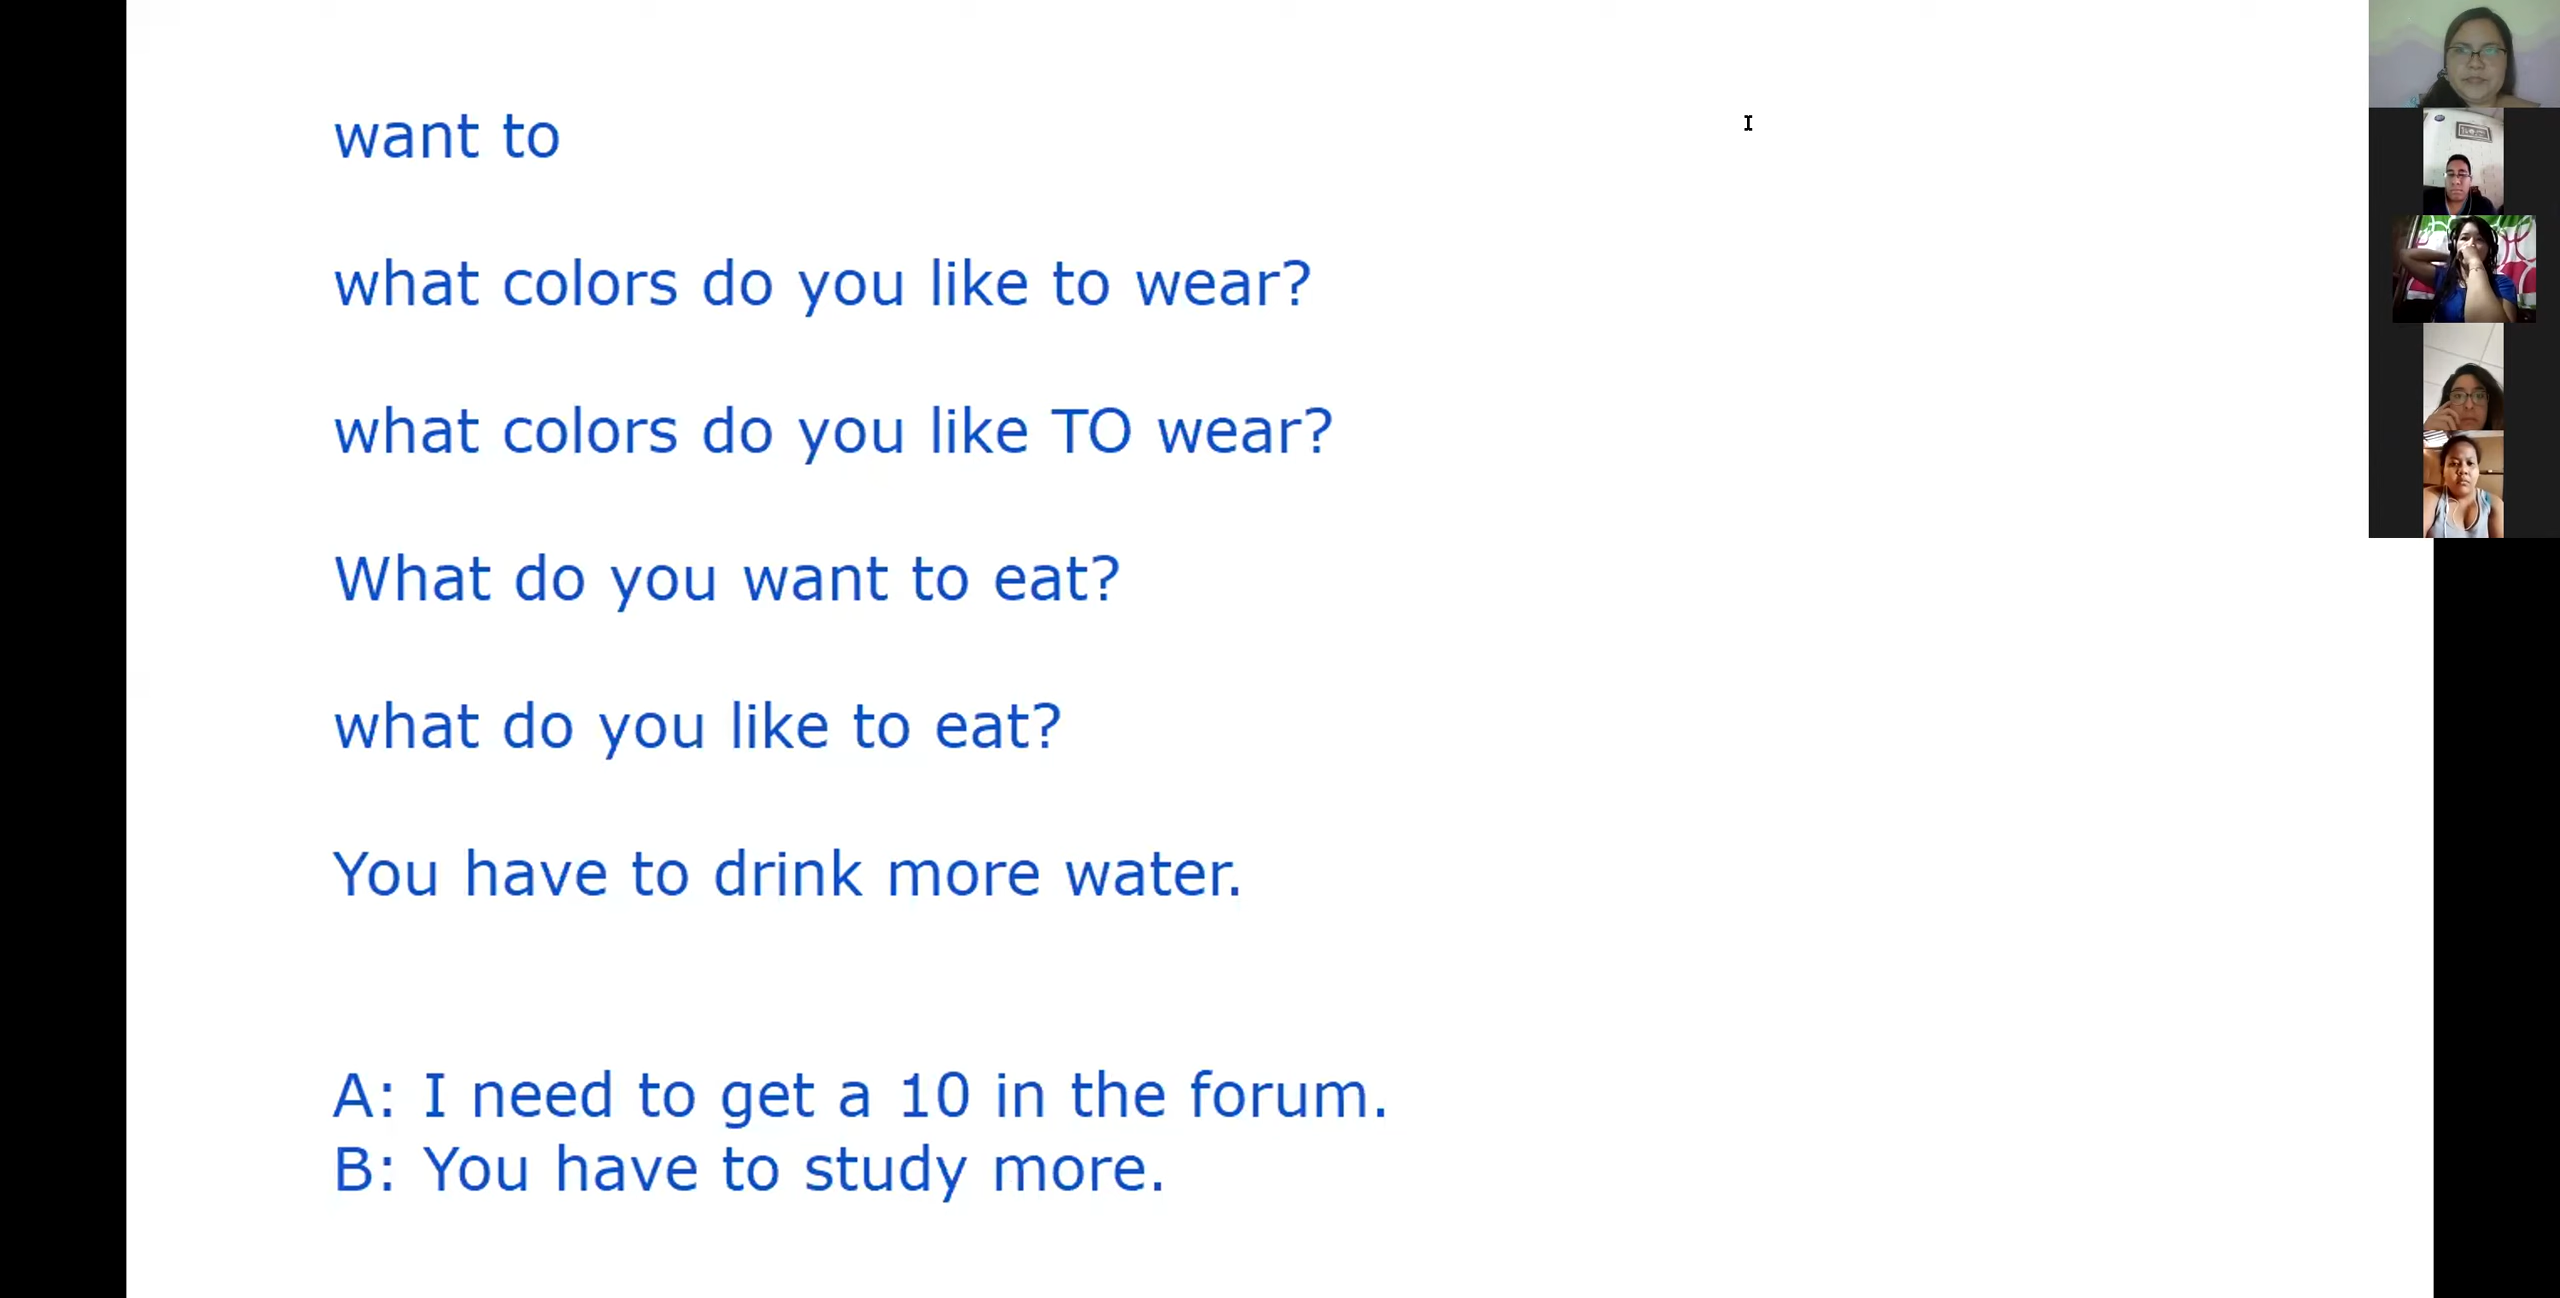 want to
what colors do you like to wear?
what colors do you like TO wear?
What do you want to eat?
what do you like to eat?
You have to drink more water.
A: I need to get a 10 in the forum.
B: You have to study more.